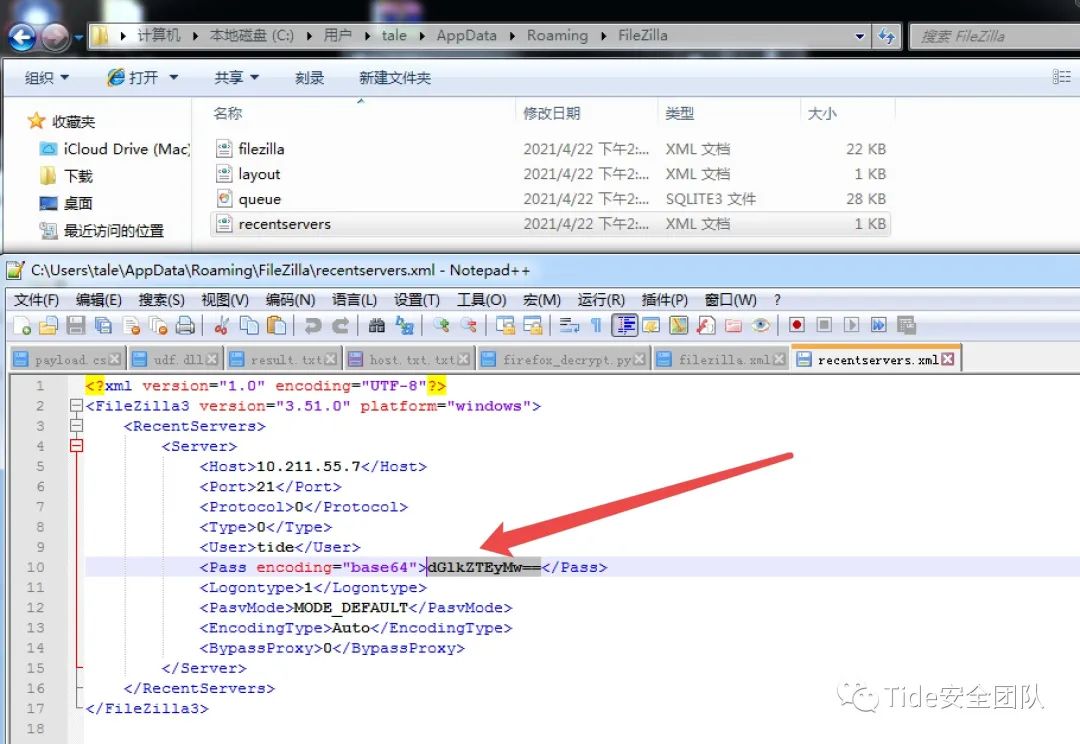 计算机 ▸ 本地磁盘 (C:) ▸ 用户 ▸ tale ▸ AppData ▸ Roaming ▸ FileZilla
搜索 FileZilla
组织 打开 共享 刻录 新建文件夹
收藏夹
iCloud Drive (Mac)
下载
桌面
最近访问的位置
名称 修改日期 类型 大小
filezilla 2021/4/22 下午2:... XML 文档 22 KB
layout 2021/4/22 下午2:... XML 文档 1 KB
queue 2021/4/22 下午2:... SQLITE3 文件 28 KB
recentservers 2021/4/22 下午2:... XML 文档 1 KB
C:\Users\tale\AppData\Roaming\FileZilla\recentservers.xml - Notepad++
文件(F) 编辑(E) 搜索(S) 视图(V) 编码(N) 语言(L) 设置(T) 工具(O) 宏(M) 运行(R) 插件(P) 窗口(W) ?
payload.cs udf.dll result.txt host.txt.txt firefox_decrypt.py filezilla.xml recentservers.xml
1 <?xml version="1.0" encoding="UTF-8"?>
2 <FileZilla3 version="3.51.0" platform="windows">
3 <RecentServers>
4 <Server>
5 <Host>10.211.55.7</Host>
6 <Port>21</Port>
7 <Protocol>0</Protocol>
8 <Type>0</Type>
9 <User>tide</User>
10 <Pass encoding="base64">dGlkZTEyMw==</Pass>
11 <Logontype>1</Logontype>
12 <PasvMode>MODE_DEFAULT</PasvMode>
13 <EncodingType>Auto</EncodingType>
14 <BypassProxy>0</BypassProxy>
15 </Server>
16 </RecentServers>
17 </FileZilla3>
18
Tide安全团队